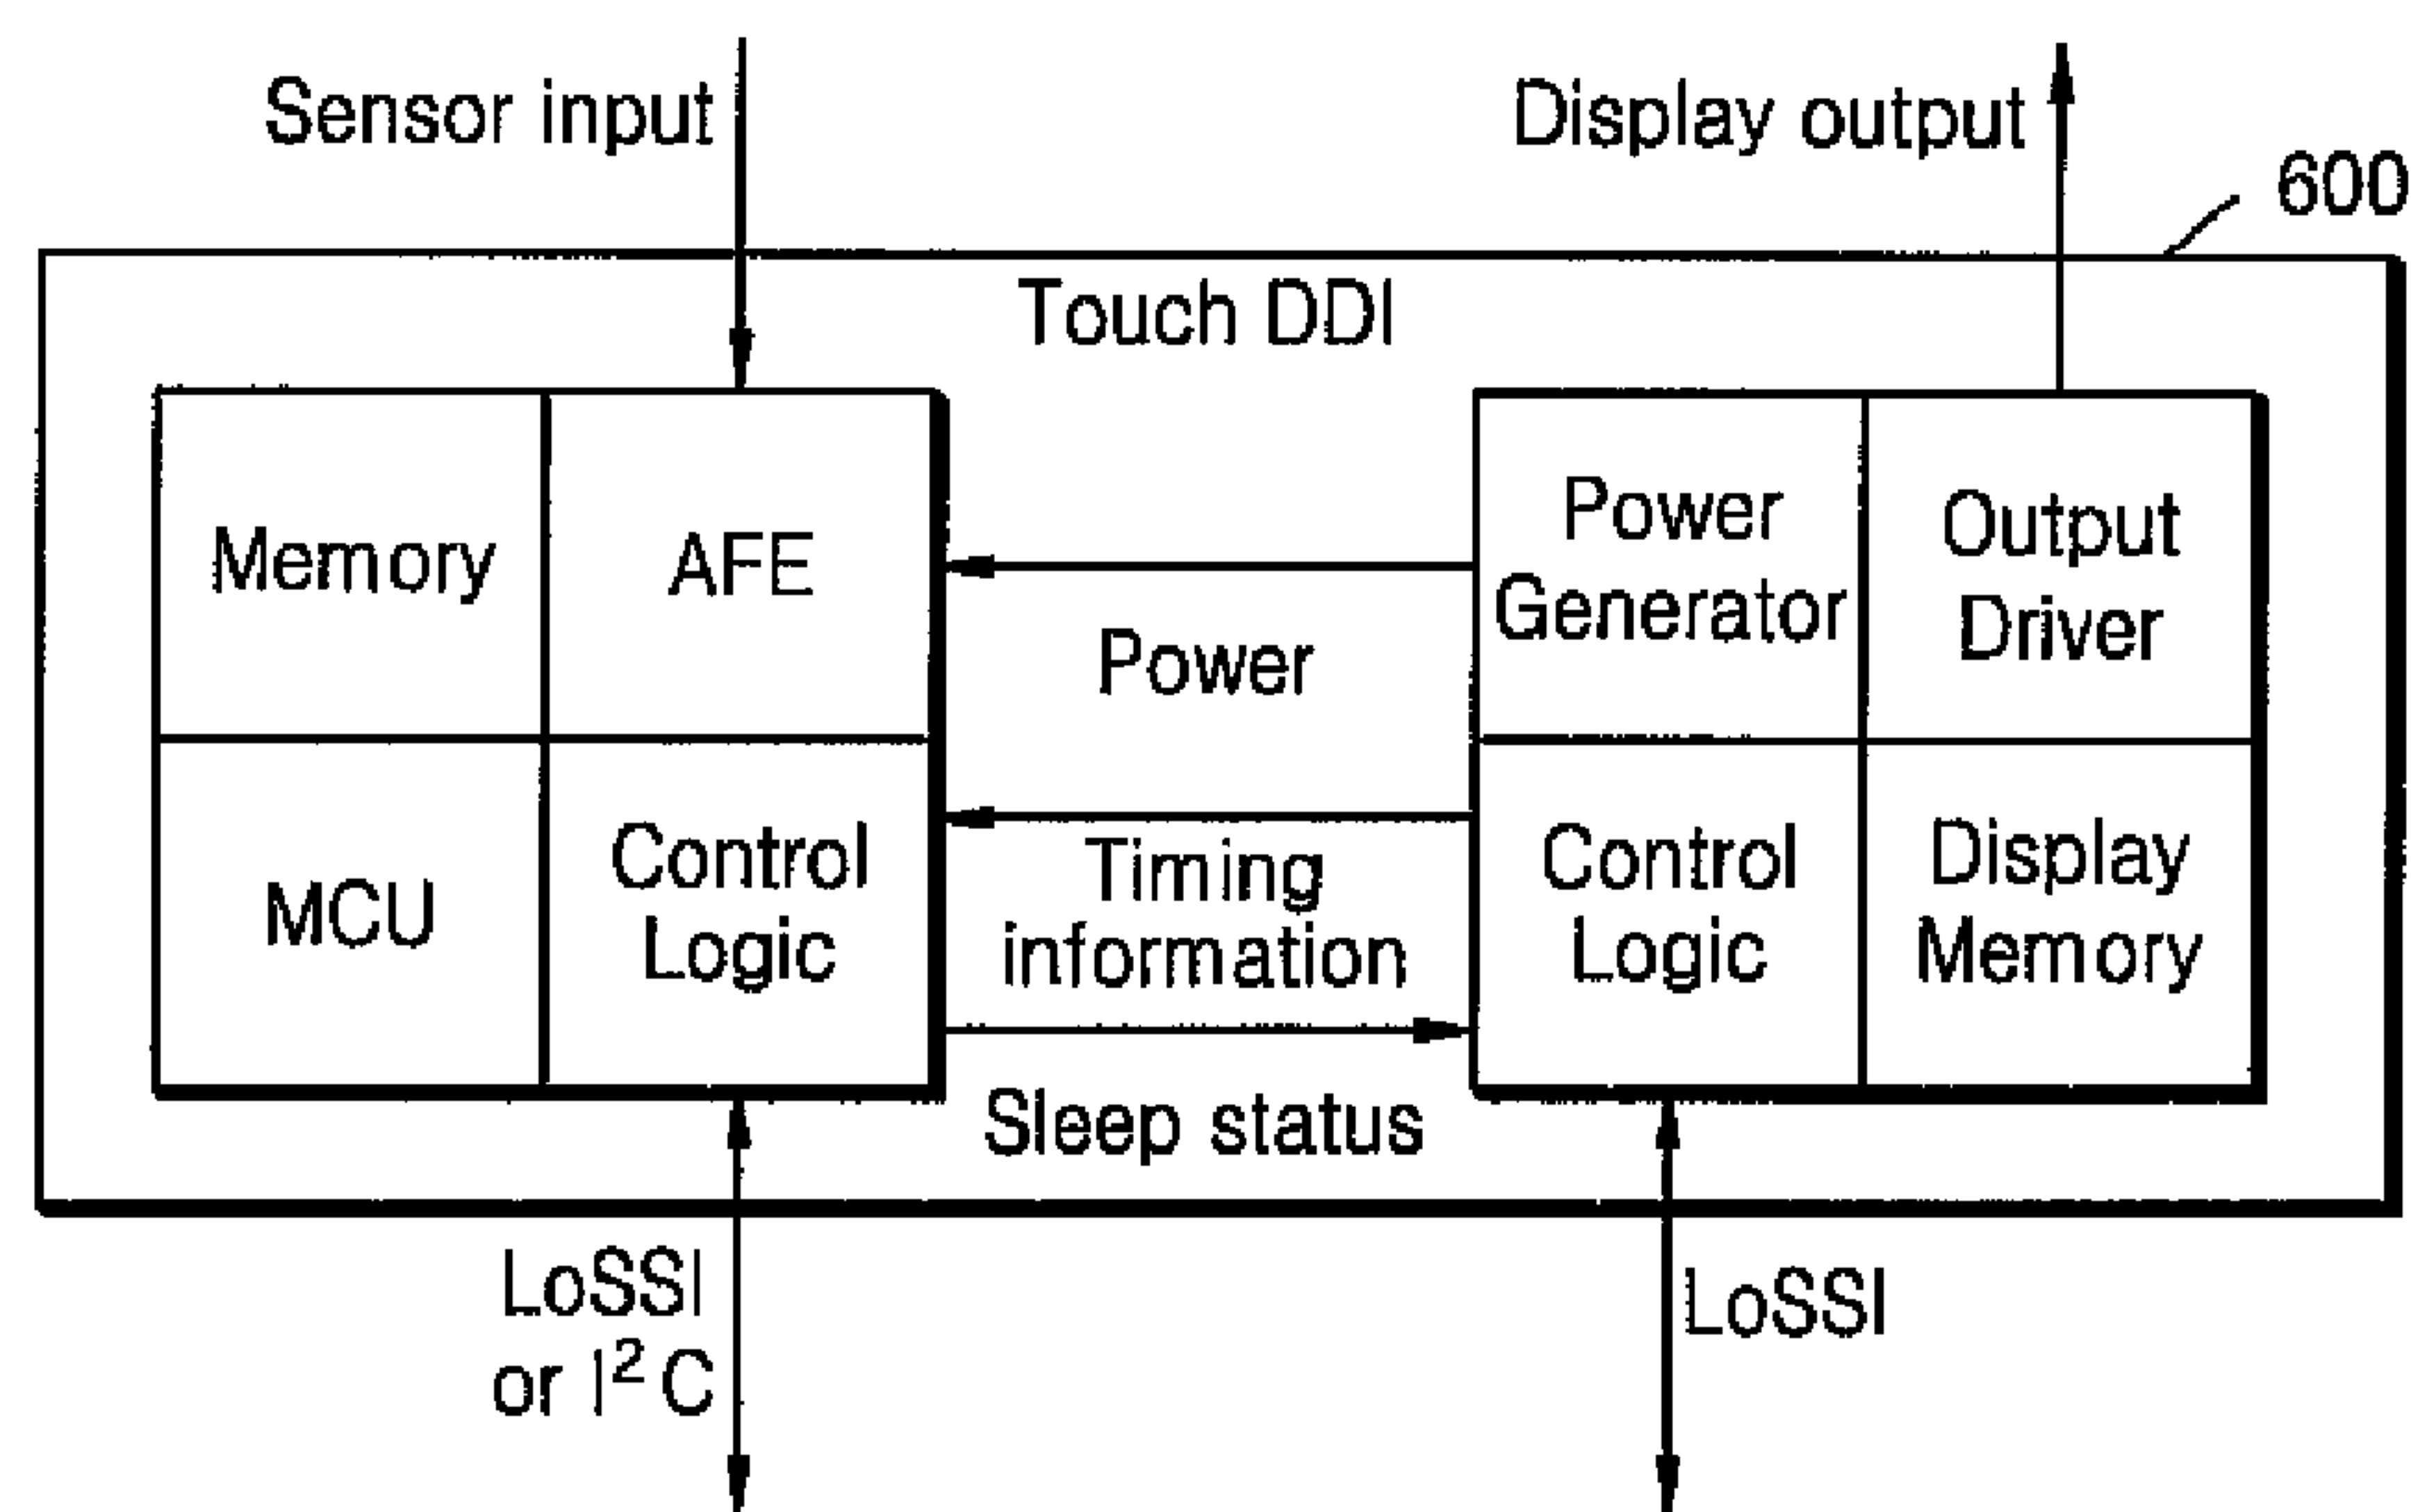 Sensor input
Display output
600
Touch DDI
Memory
AFE
Power
Generator
Output
Driver
Power
MCU
Control
Logic
Timing
information
Control
Logic
Display
Memory
Sleep status
LoSSI
or I²C
LoSSI